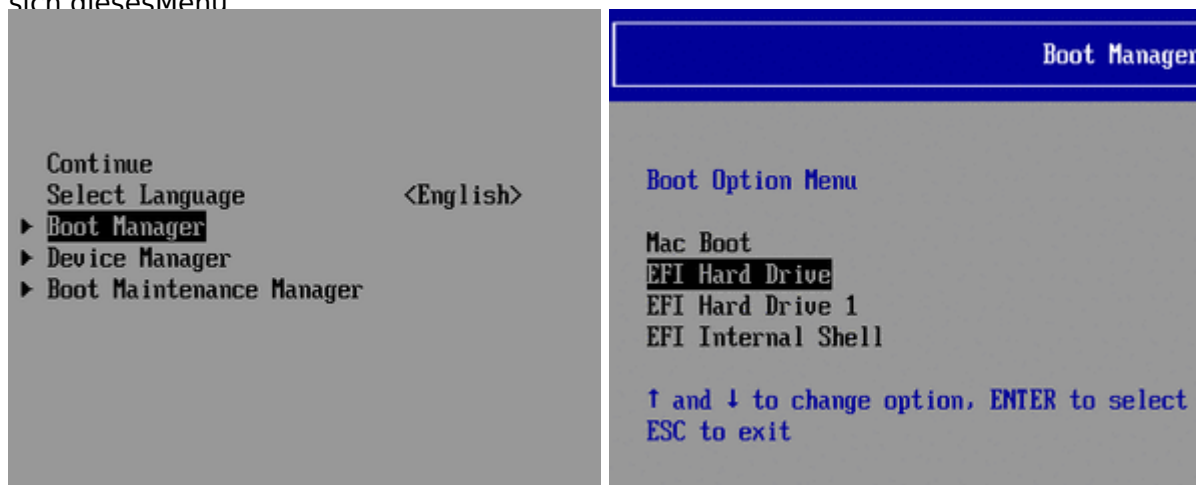 sich diesesMenü
Continue
Select Language <English>
▶ Boot Manager
▶ Device Manager
▶ Boot Maintenance Manager
Boot Manager
Boot Option Menu
Mac Boot
EFI Hard Drive
EFI Hard Drive 1
EFI Internal Shell
↑ and ↓ to change option, ENTER to select
ESC to exit